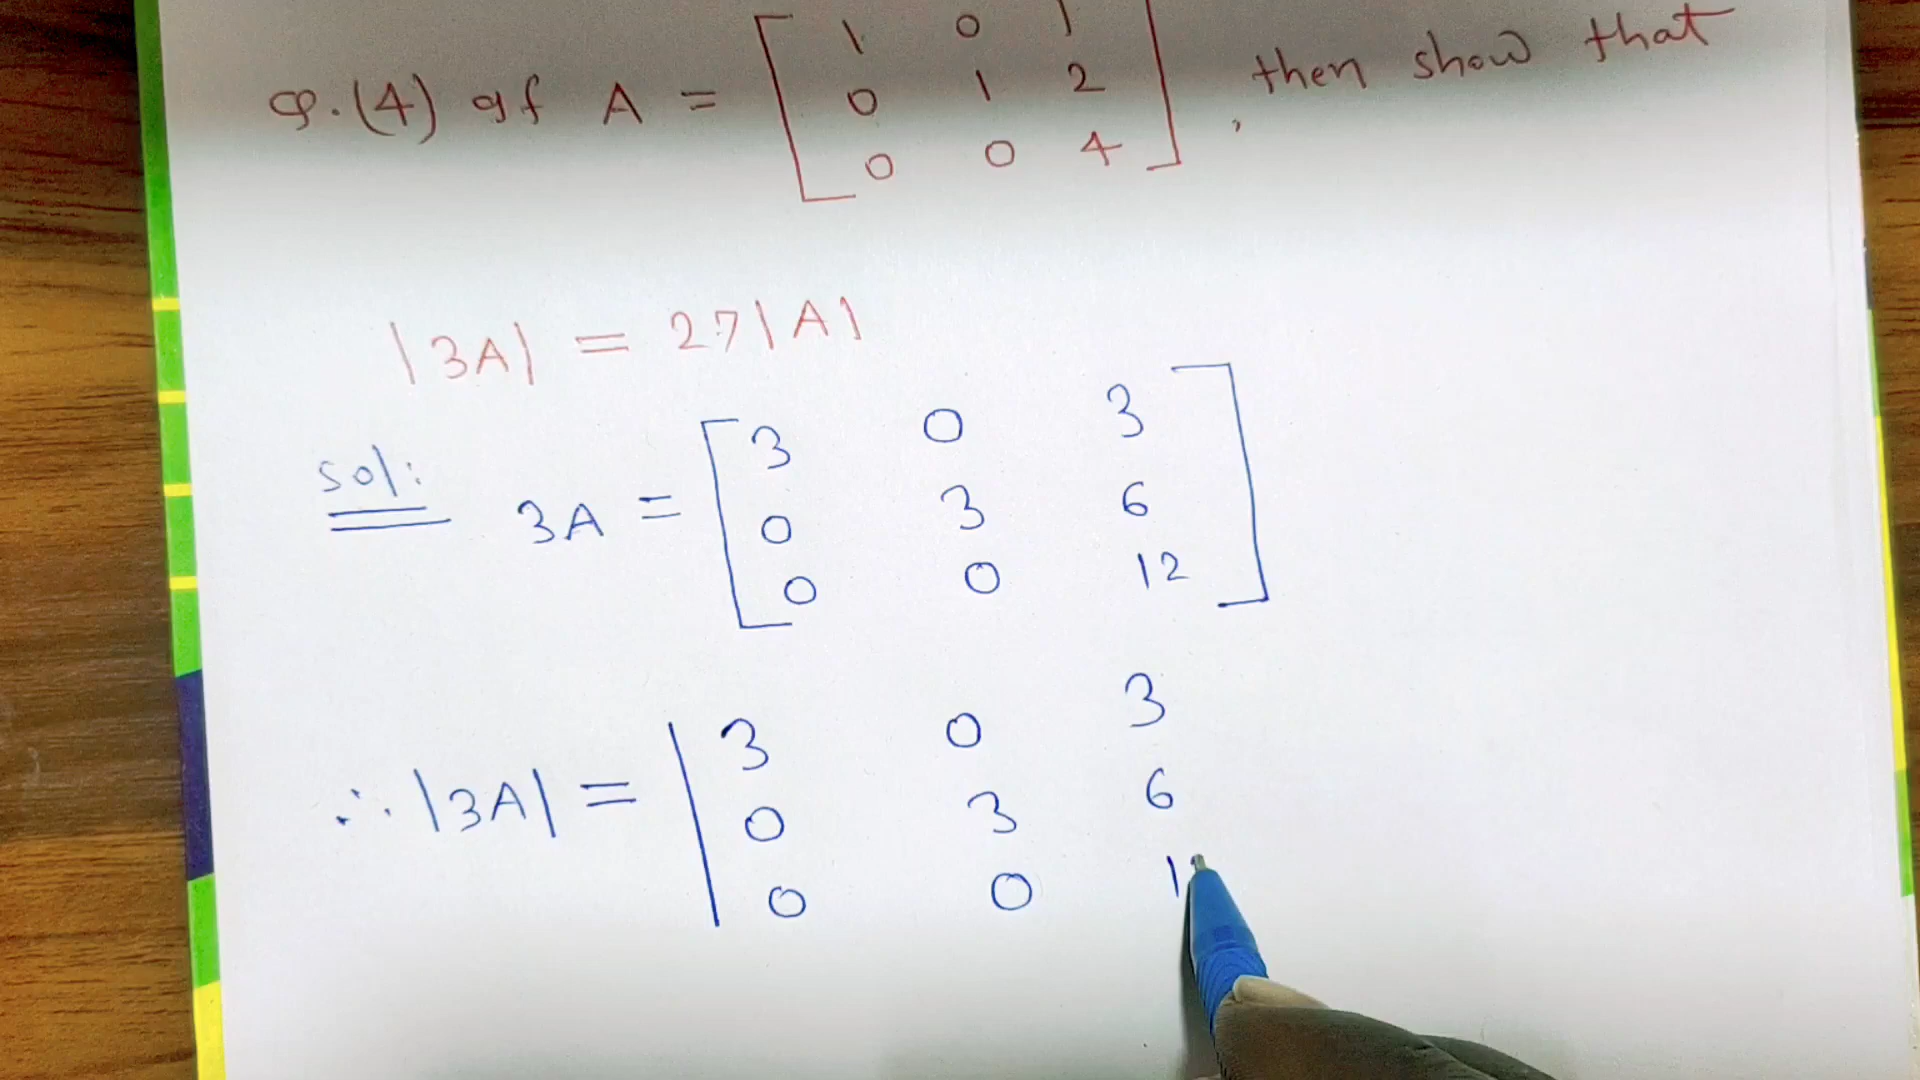 Q.(4) If A = [ 1 0 1
0 1 2
0 0 4 ] , then show that
|3A| = 27|A|
Sol: 3A = [ 3 0 3
0 3 6
0 0 12 ]
∴ |3A| = | 3 0 3
0 3 6
0 0 1